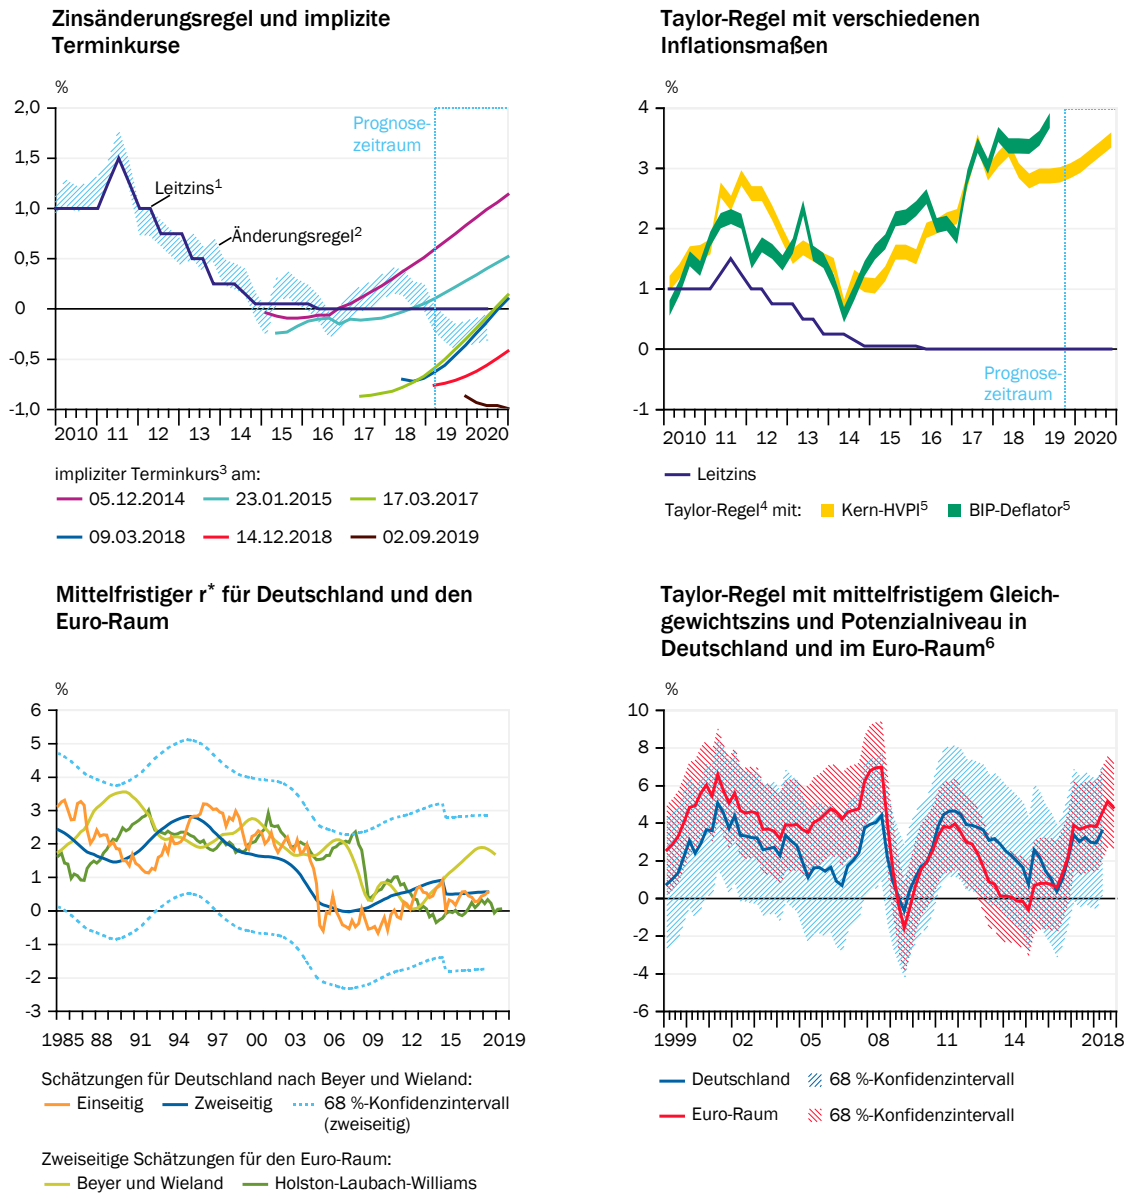 Zinsänderungsregel und implizite
Terminkurse
%
2,0
1,5
1,0
0,5
0
-0,5
-1,0
Prognose-
zeitraum
Leitzins1
Änderungsregel2
2010 11 12 13 14 15 16 17 18 19 2020
impliziter Terminkurs3 am:
05.12.2014 23.01.2015 17.03.2017
09.03.2018 14.12.2018 02.09.2019
Taylor-Regel mit verschiedenen
Inflationsmaßen
%
4
3
2
1
0
-1
Prognose-
zeitraum
2010 11 12 13 14 15 16 17 18 19 2020
Leitzins
Taylor-Regel4 mit: Kern-HVPI5 BIP-Deflator5
Mittelfristiger r* für Deutschland und den
Euro-Raum
%
6
5
4
3
2
1
0
-1
-2
-3
1985 88 91 94 97 00 03 06 09 12 15 2019
Schätzungen für Deutschland nach Beyer und Wieland:
Einseitig Zweiseitig 68 %-Konfidenzintervall
(zweiseitig)
Zweiseitige Schätzungen für den Euro-Raum:
Beyer und Wieland Holston-Laubach-Williams
Taylor-Regel mit mittelfristigem Gleich-
gewichtszins und Potenzialniveau in
Deutschland und im Euro-Raum6
%
10
8
6
4
2
0
-2
-4
-6
1999 02 05 08 11 14 2018
Deutschland 68 %-Konfidenzintervall
Euro-Raum 68 %-Konfidenzintervall